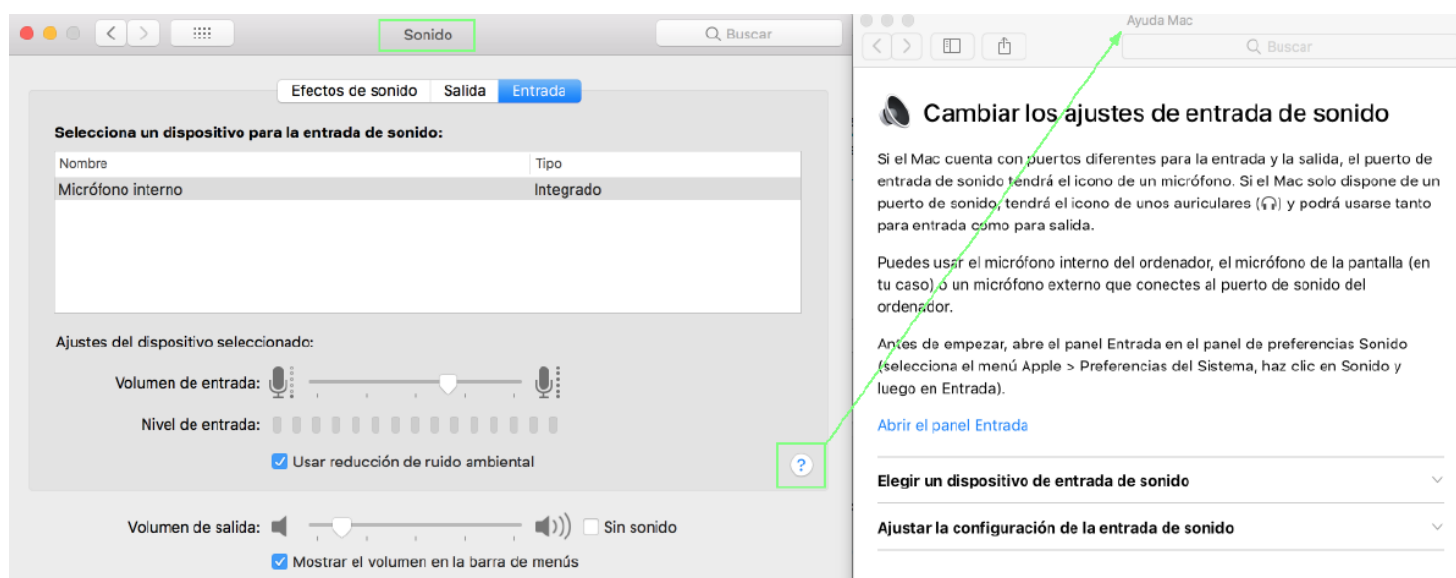 Sonido
Buscar
Efectos de sonido
Salida
Entrada
Selecciona un dispositivo para la entrada de sonido:
Nombre
Tipo
Micrófono interno
Integrado
Ajustes del dispositivo seleccionado:
Volumen de entrada:
Nivel de entrada:
Usar reducción de ruido ambiental
?
Volumen de salida:
Sin sonido
Mostrar el volumen en la barra de menús
Ayuda Mac
Buscar
Cambiar los ajustes de entrada de sonido
Si el Mac cuenta con puertos diferentes para la entrada y la salida, el puerto de
entrada de sonido tendrá el icono de un micrófono. Si el Mac solo dispone de un
puerto de sonido, tendrá el icono de unos auriculares (🎧) y podrá usarse tanto
para entrada como para salida.
Puedes usar el micrófono interno del ordenador, el micrófono de la pantalla (en
tu caso) o un micrófono externo que conectes al puerto de sonido del
ordenador.
Antes de empezar, abre el panel Entrada en el panel de preferencias Sonido
(selecciona el menú Apple > Preferencias del Sistema, haz clic en Sonido y
luego en Entrada).
Abrir el panel Entrada
Elegir un dispositivo de entrada de sonido
Ajustar la configuración de la entrada de sonido